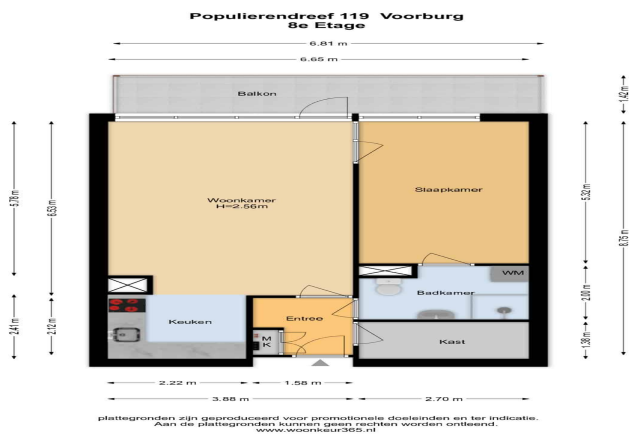 Populierendreef 119 Voorburg
8e Etage
6.81 m
6.65 m
Balkon
1.42 m
5.78 m
6.53 m
Woonkamer
H=2.56m
Slaapkamer
5.32 m
8.75 m
WM
Badkamer
2.00 m
2.41 m
2.12 m
Keuken
Entree
M
K
Kast
1.38 m
2.22 m
1.58 m
3.88 m
2.70 m
plattegronden zijn geproduceerd voor promotionele doeleinden en ter indicatie.
Aan de plattegronden kunnen geen rechten worden ontleend.
www.woonkeur365.nl